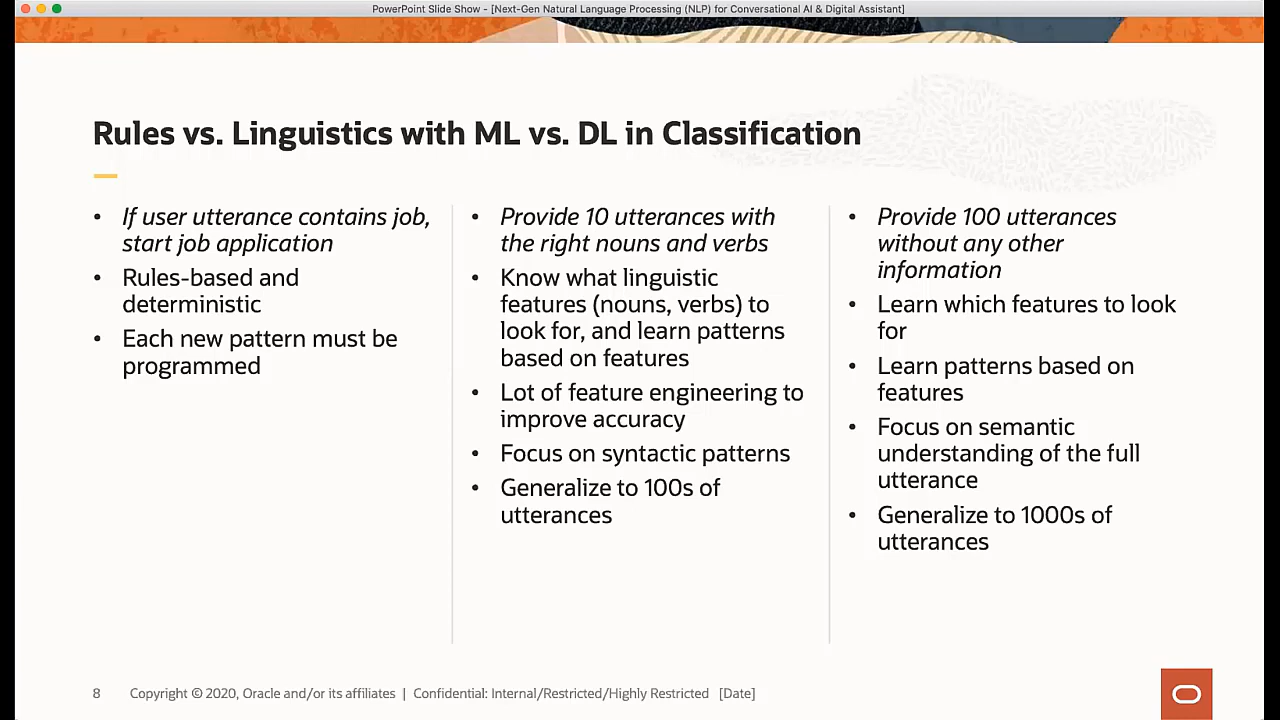 PowerPoint Slide Show - [Next-Gen Natural Language Processing (NLP) for Conversational AI & Digital Assistant]
Rules vs. Linguistics with ML vs. DL in Classification
• If user utterance contains job,
start job application
• Rules-based and
deterministic
• Each new pattern must be
programmed
• Provide 10 utterances with
the right nouns and verbs
• Know what linguistic
features (nouns, verbs) to
look for, and learn patterns
based on features
• Lot of feature engineering to
improve accuracy
• Focus on syntactic patterns
• Generalize to 100s of
utterances
• Provide 100 utterances
without any other
information
• Learn which features to look
for
• Learn patterns based on
features
• Focus on semantic
understanding of the full
utterance
• Generalize to 1000s of
utterances
8 Copyright © 2020, Oracle and/or its affiliates | Confidential: Internal/Restricted/Highly Restricted [Date]